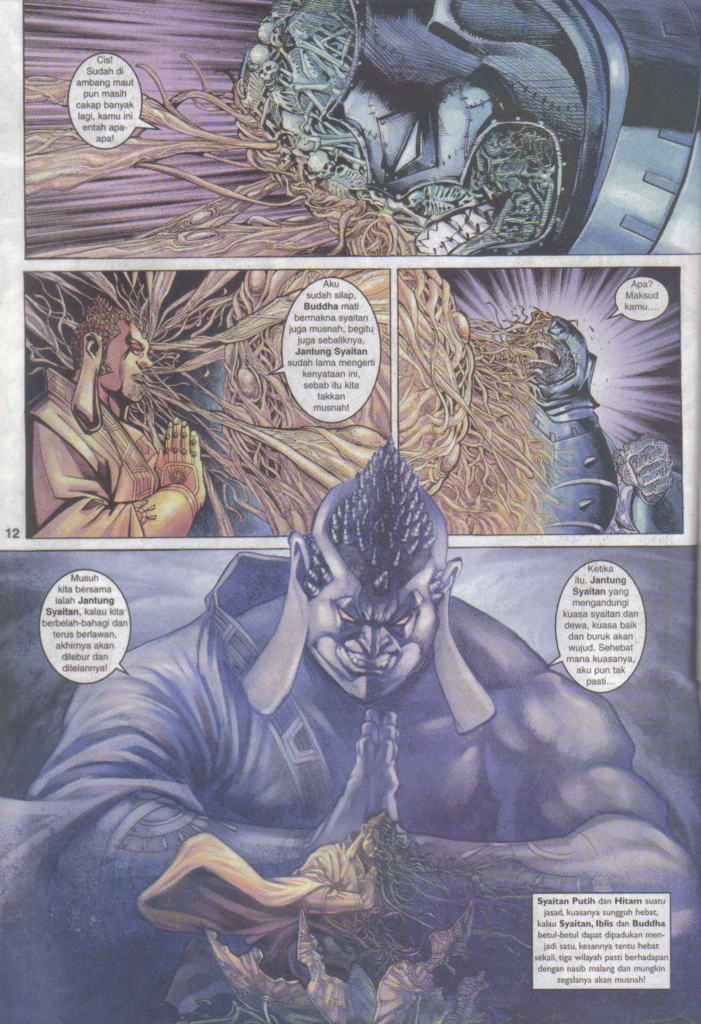 Cis!
Sudah di
ambang maut
pun masih
cakap banyak
lagi, kamu ini
entah apa-
apa!
Aku
sudah silap,
Buddha mati
bermakna syaitan
juga musnah, begitu
juga sebaliknya,
Jantung Syaitan
sudah lama mengerti
kenyataan ini,
sebab itu kita
takkan
musnah!
Apa?
Maksud
kamu....
12
Musuh
kita bersama
ialah Jantung
Syaitan, kalau kita
berbelah-bahagi dan
terus berlawan,
akhirnya akan
dilebur dan
ditelannya!
Ketika
itu, Jantung
Syaitan yang
mengandungi
kuasa syaitan dan
dewa, kuasa baik
dan buruk akan
wujud. Sehebat
mana kuasanya,
aku pun tak
pasti...
Syaitan Putih dan Hitam suatu
jasad, kuasanya sungguh hebat,
kalau Syaitan, Iblis dan Buddha
betul-betul dapat dipadukan men-
jadi satu, kesannya tentu hebat
sekali, tiga wilayah pasti berhadapan
dengan nasib malang dan mungkin
segalanya akan musnah!